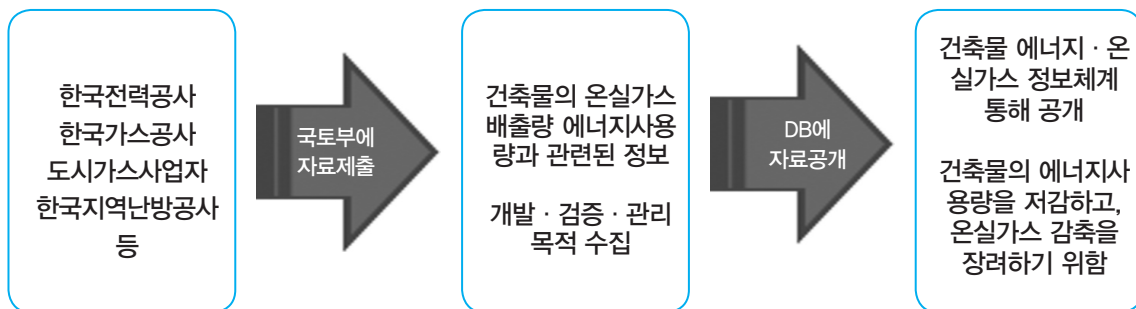 한국전력공사
한국가스공사
도시가스사업자
한국지역난방공사
등
국토부에
자료제출
건축물의 온실가스
배출량 에너지사용
량과 관련된 정보
개발 · 검증 · 관리
목적 수집
DB에
자료공개
건축물 에너지 · 온
실가스 정보체계
통해 공개
건축물의 에너지사
용량을 저감하고,
온실가스 감축을
장려하기 위함